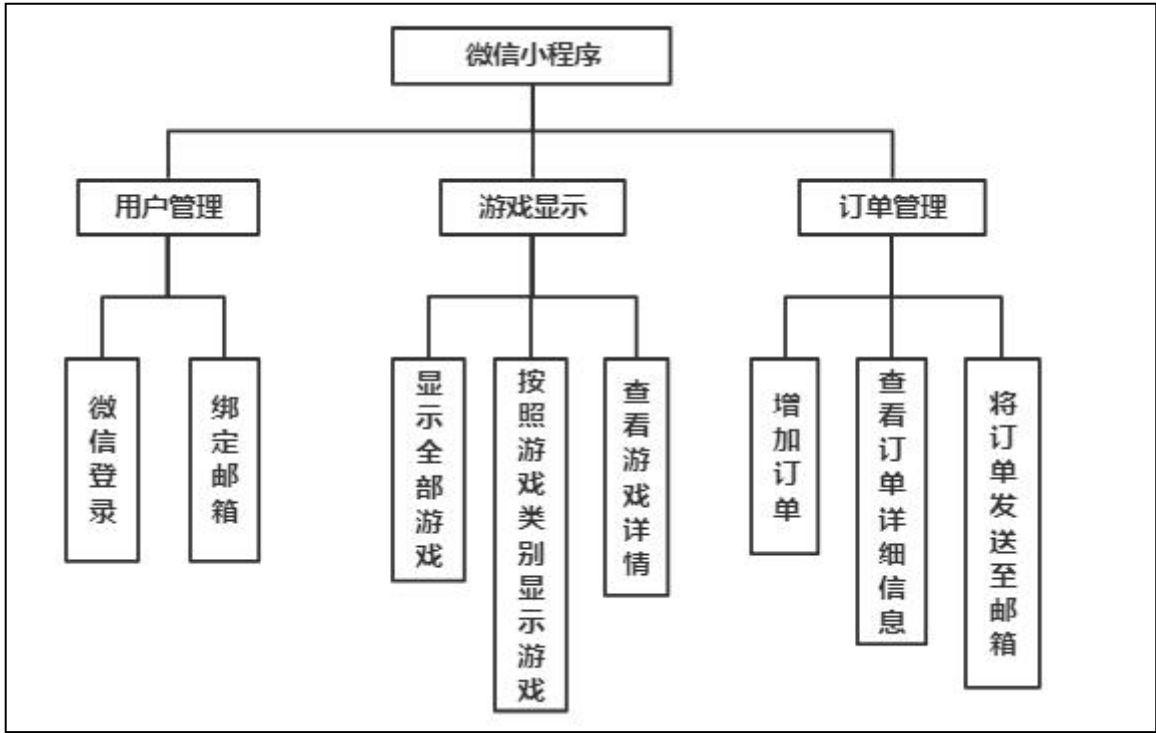 微信小程序
用户管理
游戏显示
订单管理
微信登录
绑定邮箱
显示全部游戏
按照游戏类别显示游戏
查看游戏详情
增加订单
查看订单详细信息
将订单发送至邮箱